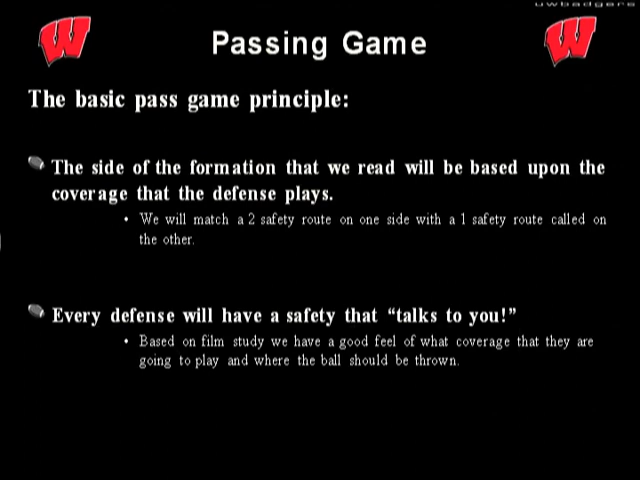 uwbadgers
W Passing Game W
The basic pass game principle:
The side of the formation that we read will be based upon the
coverage that the defense plays.
• We will match a 2 safety route on one side with a 1 safety route called on
the other.
Every defense will have a safety that “talks to you!”
• Based on film study we have a good feel of what coverage that they are
going to play and where the ball should be thrown.